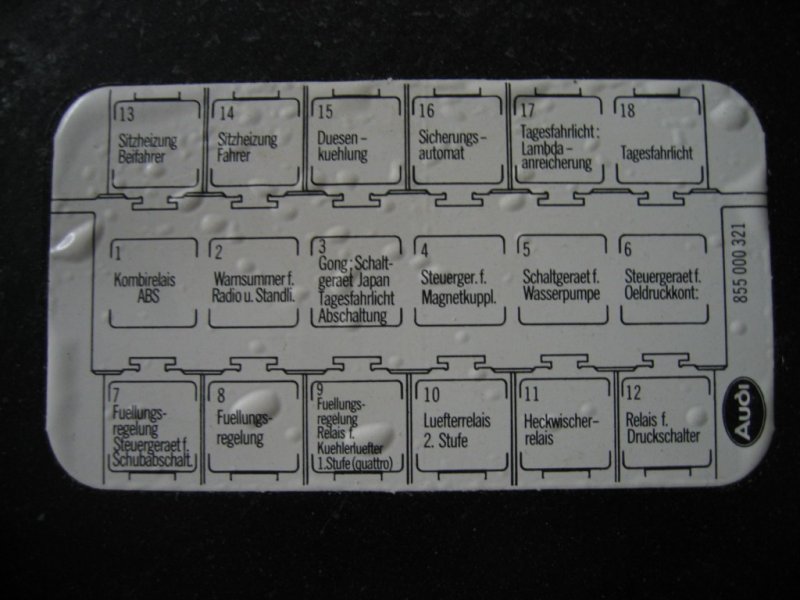 13
Sitzheizung
Beifahrer
14
Sitzheizung
Fahrer
15
Duesen-
kuehlung
16
Sicherungs-
automat
17
Tagesfahrlicht:
Lambda-
anreicherung
18
Tagesfahrlicht
1
Kombirelais
ABS
2
Warnsummer f.
Radio u. Standli.
3
Gong; Schalt-
geraet Japan
Tagesfahrlicht
Abschaltung
4
Steuerger. f.
Magnetkuppl.
5
Schaltgeraet f.
Wasserpumpe
6
Steuergeraet f.
Oeldruckkont:
855 000 321
7
Fuellungs-
regelung
Steuergeraet f.
Schubabschalt.
8
Fuellungs-
regelung
9
Fuellungs-
regelung
Relais f.
Kuehlerluefter
1.Stufe (quattro)
10
Luefterrelais
2. Stufe
11
Heckwischer-
relais
12
Relais f.
Druckschalter
Audi